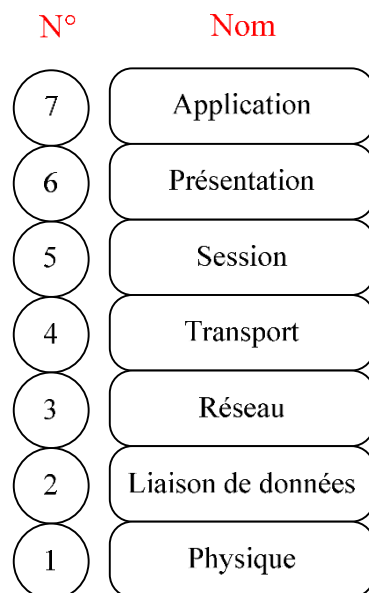 N° Nom
7 Application
6 Présentation
5 Session
4 Transport
3 Réseau
2 Liaison de données
1 Physique